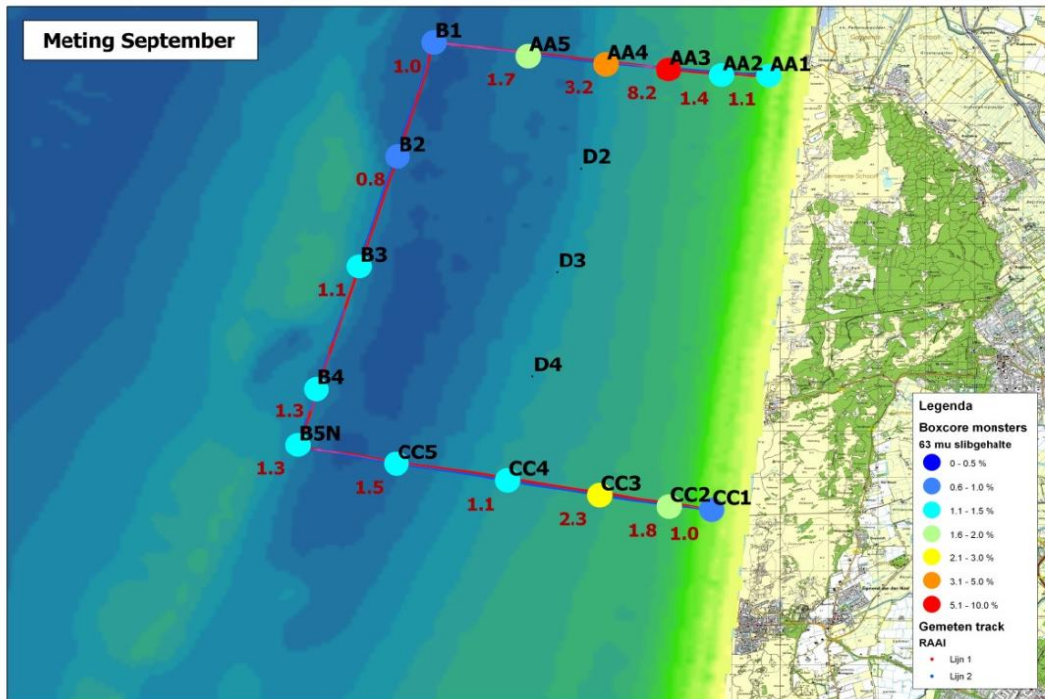 Meting September
B1
AA5
AA4
AA3
AA2
AA1
1.0
1.7
3.2
8.2
1.4
1.1
B2
0.8
D2
B3
1.1
D3
B4
1.3
D4
B5N
1.3
CC5
1.5
CC4
1.1
CC3
2.3
CC2
1.8
CC1
1.0
Legenda
Boxcore monsters
63 mu slibgehalte
0 - 0.5 %
0.6 - 1.0 %
1.1 - 1.5 %
1.6 - 2.0 %
2.1 - 3.0 %
3.1 - 5.0 %
5.1 - 10.0 %
Gemeten track
RAAI
Lijn 1
Lijn 2